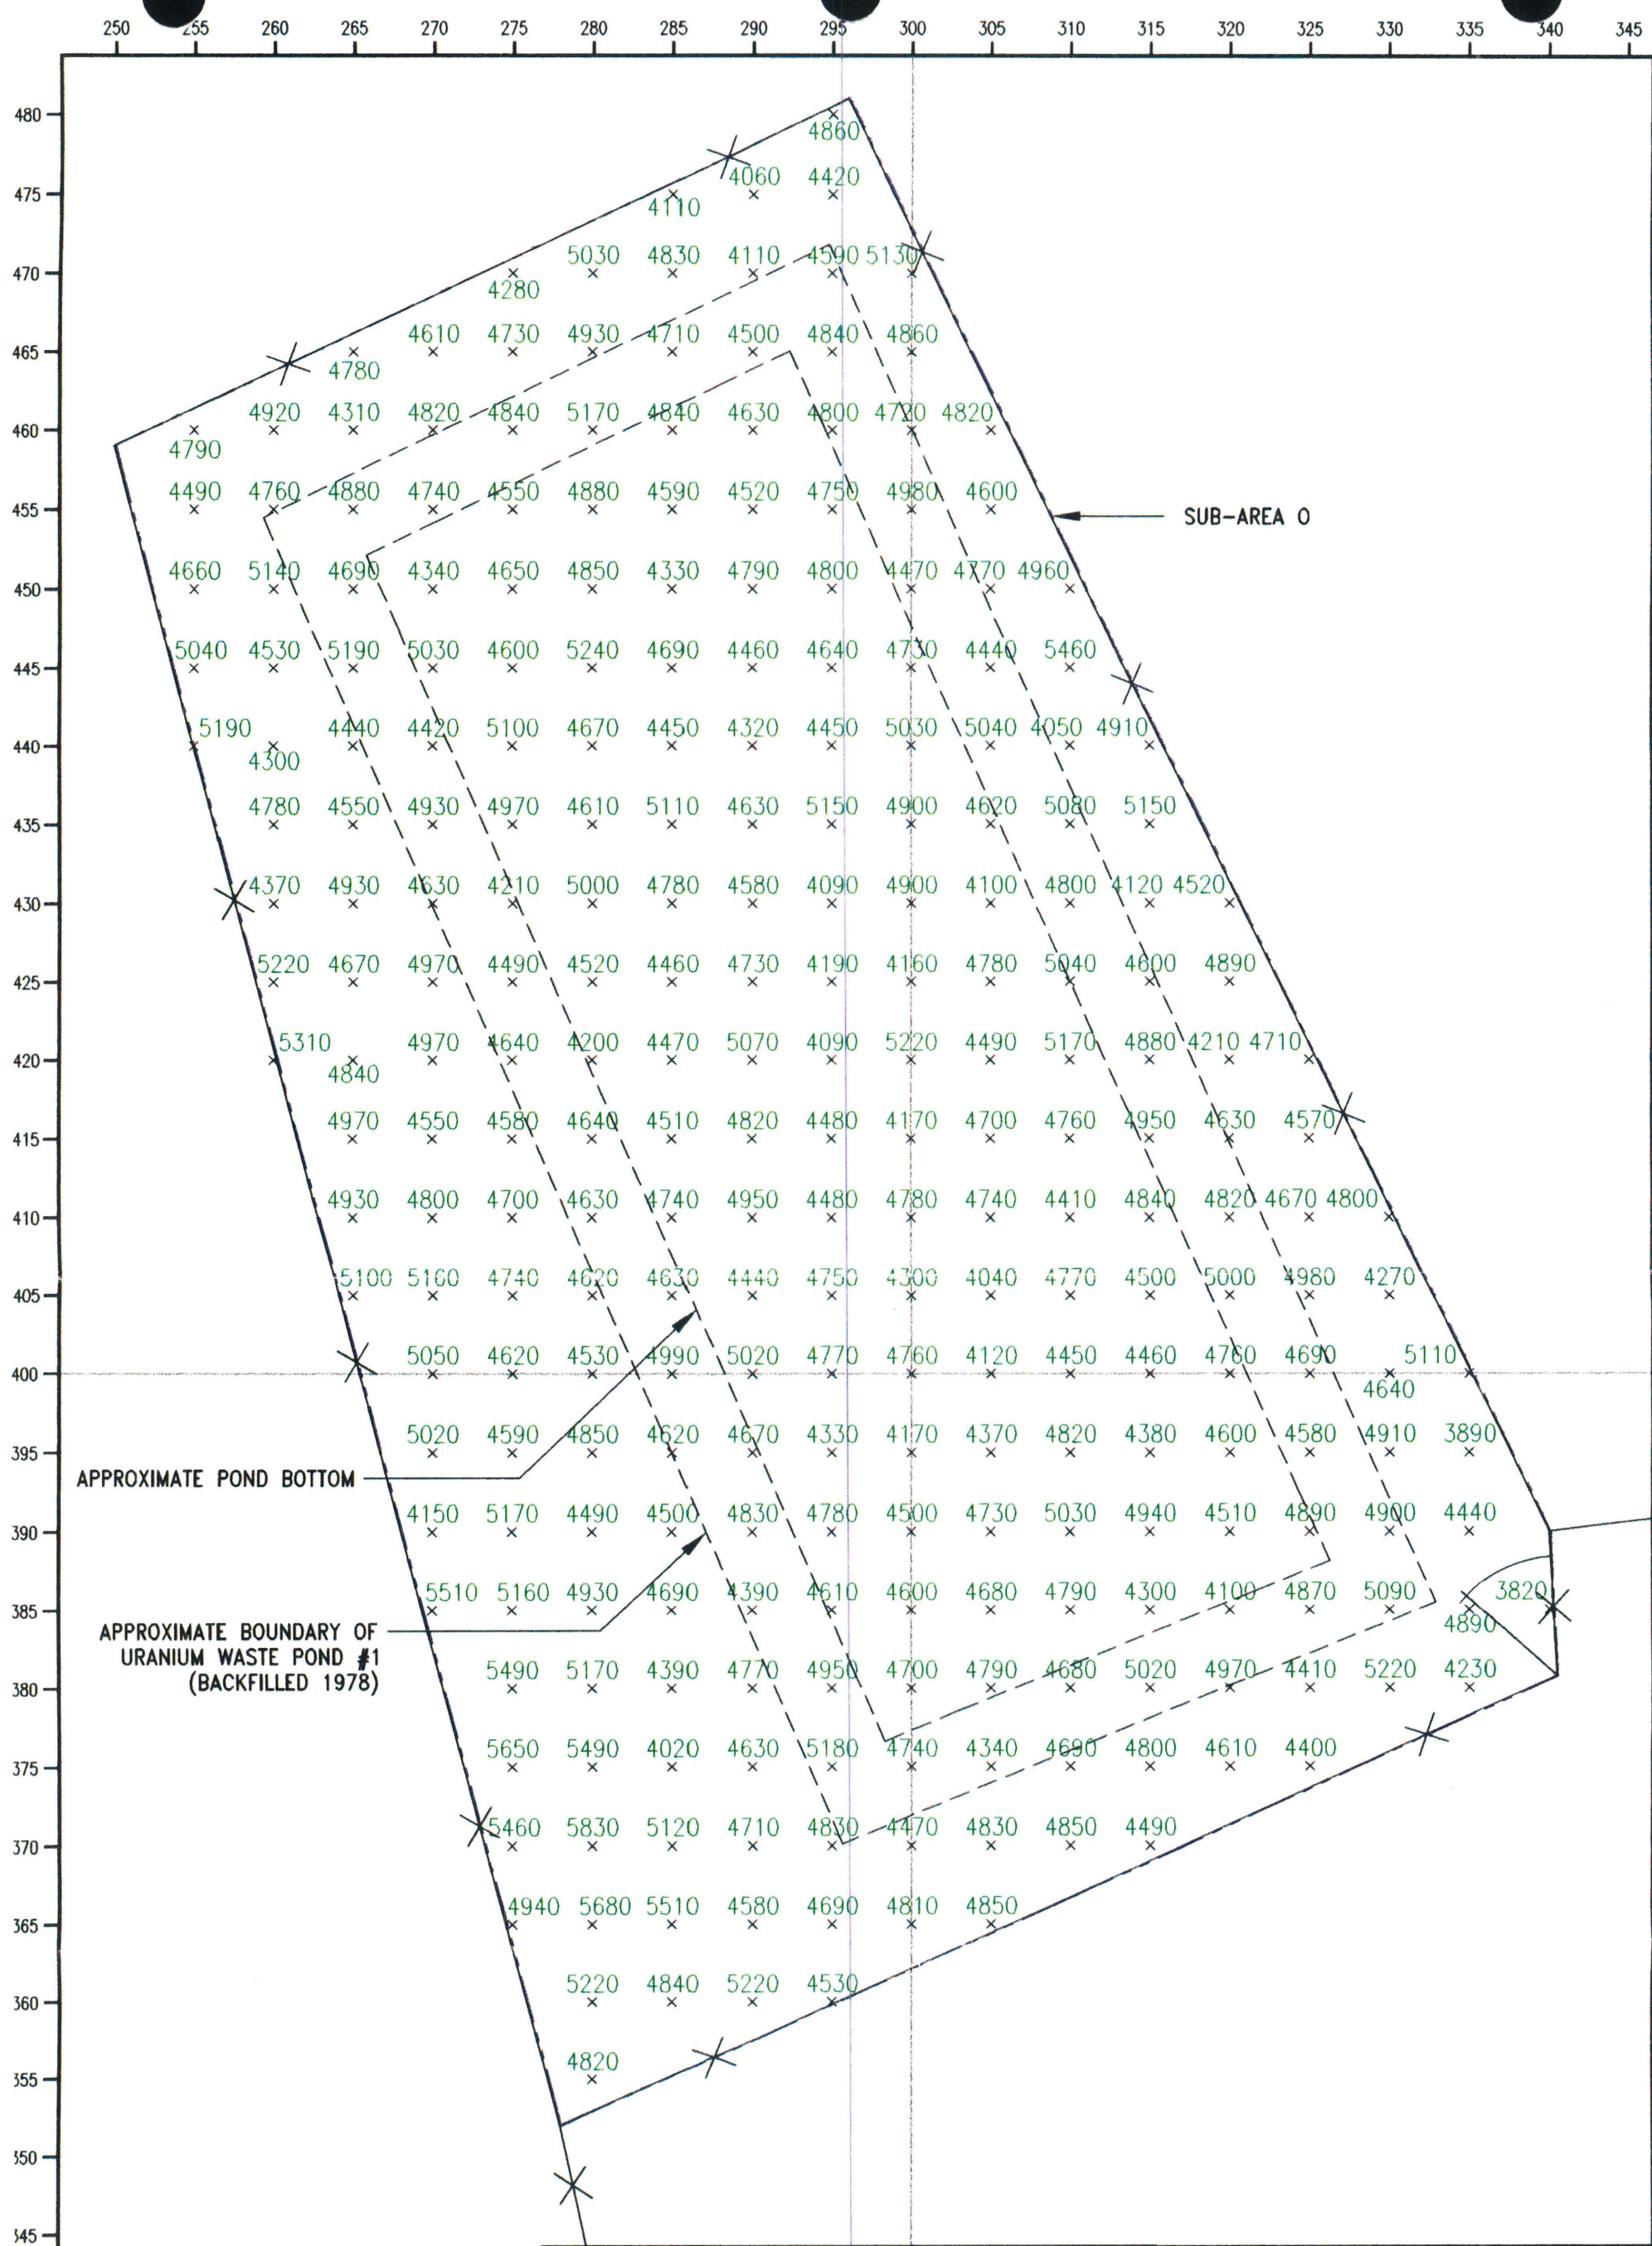 250 255 260 265 270 275 280 285 290 295 300 305 310 315 320 325 330 335 340 345
480
4860
475
4060 4420
4110
470
5030 4830 4110 4590 5130
4280
465
4610 4730 4930 4710 4500 4840 4860
4780
460
4920 4310 4820 4840 5170 4840 4630 4800 4720 4820
4790
455
4490 4760 4880 4740 4550 4880 4590 4520 4750 4980 4600
SUB-AREA O
450
4660 5140 4690 4340 4650 4850 4330 4790 4800 4470 4770 4960
445
5040 4530 5190 5030 4600 5240 4690 4460 4640 4730 4440 5460
440
5190 4440 4420 5100 4670 4450 4320 4450 5030 5040 4050 4910
4300
435
4780 4550 4930 4970 4610 5110 4630 5150 4900 4620 5080 5150
430
4370 4930 4630 4210 5000 4780 4580 4090 4900 4100 4800 4120 4520
425
5220 4670 4970 4490 4520 4460 4730 4190 4160 4780 5040 4600 4890
420
5310 4970 4640 4200 4470 5070 4090 5220 4490 5170 4880 4210 4710
4840
415
4970 4550 4580 4640 4510 4820 4480 4170 4700 4760 4950 4630 4570
410
4930 4800 4700 4630 4740 4950 4480 4780 4740 4410 4840 4820 4670 4800
405
5100 5160 4740 4620 4630 4440 4750 4300 4040 4770 4500 5000 4980 4270
400
5050 4620 4530 4990 5020 4770 4760 4120 4450 4460 4760 4690 5110
4640
395
5020 4590 4850 4620 4670 4330 4170 4370 4820 4380 4600 4580 4910 3890
APPROXIMATE POND BOTTOM
390
4150 5170 4490 4500 4830 4780 4500 4730 5030 4940 4510 4890 4900 4440
385
5510 5160 4930 4690 4390 4610 4600 4680 4790 4300 4100 4870 5090 3820
4890
APPROXIMATE BOUNDARY OF
URANIUM WASTE POND #1
(BACKFILLED 1978)
380
5490 5170 4390 4770 4950 4700 4790 4680 5020 4970 4410 5220 4230
375
5650 5490 4020 4630 5180 4740 4340 4690 4800 4610 4400
370
5460 5830 5120 4710 4830 4470 4830 4850 4490
365
4940 5680 5510 4580 4690 4810 4850
360
5220 4840 5220 4530
355
4820
350
345